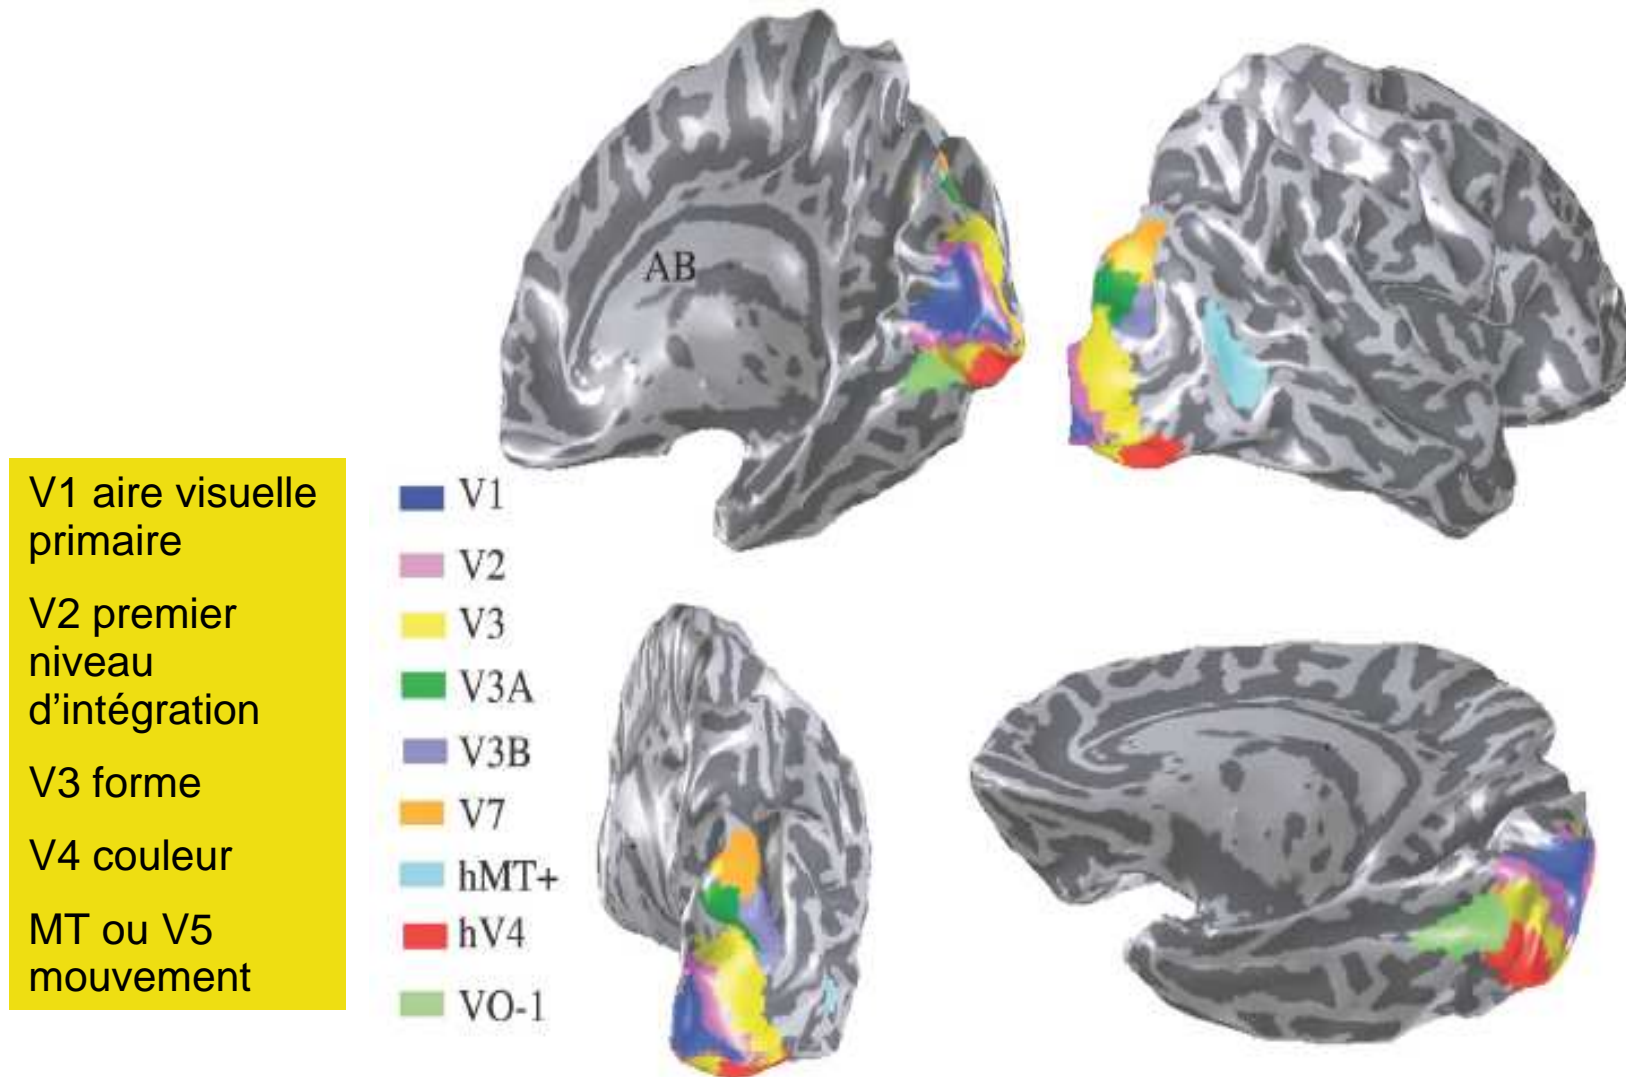 AB
V1 aire visuelle
primaire
V2 premier
niveau
d'intégration
V3 forme
V4 couleur
MT ou V5
mouvement
V1
V2
V3
V3A
V3B
V7
hMT+
hV4
VO-1